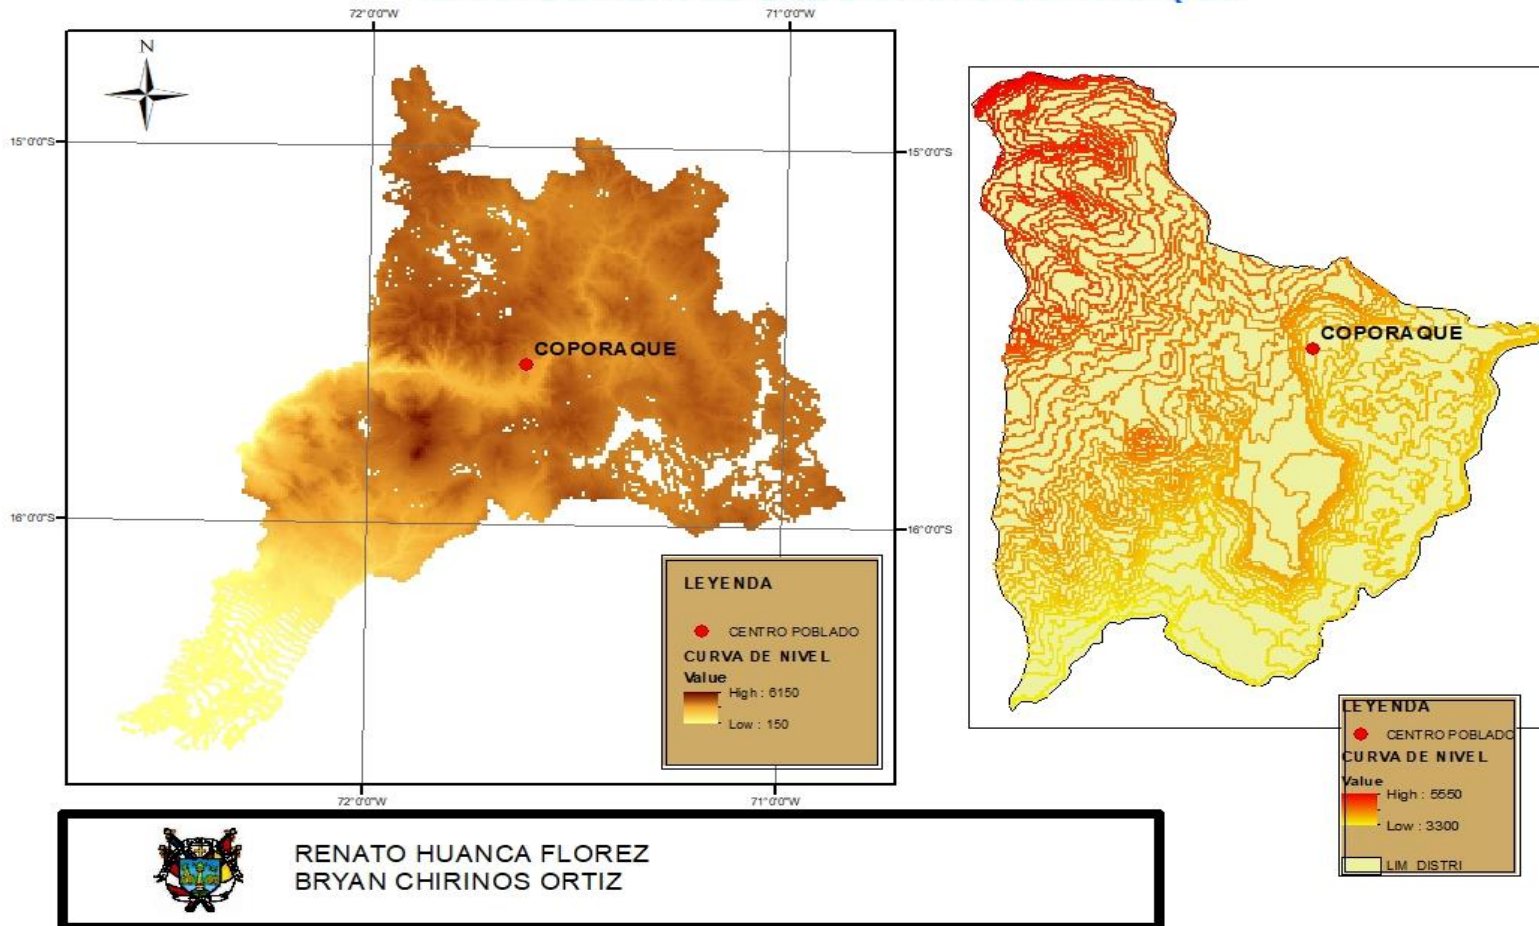 72°0'0"W
71°0'0"W
N
15°0'0"S
15°0'0"S
COPORAQUE
COPORAQUE
16°0'0"S
16°0'0"S
LEYENDA
CENTRO POBLADO
CURVA DE NIVEL
Value
High : 6150
Low : 150
72°0'0"W
71°0'0"W
LEYENDA
CENTRO POBLADO
CURVA DE NIVEL
Value
High : 5550
Low : 3300
LIM_DISTRI
RENATO HUANCA FLOREZ
BRYAN CHIRINOS ORTIZ